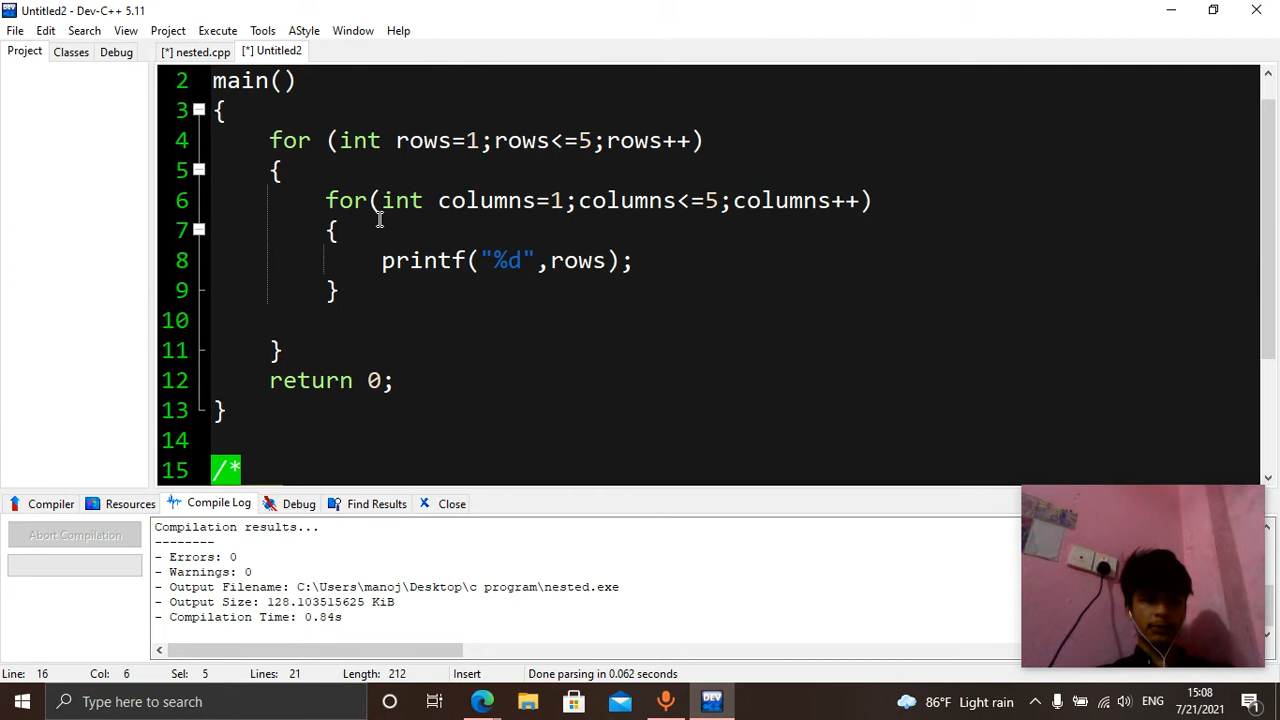 Untitled2 - Dev-C++ 5.11
File Edit Search View Project Execute Tools AStyle Window Help
Project Classes Debug [*] nested.cpp [*] Untitled2
2 main()
3 {
4 for (int rows=1;rows<=5;rows++)
5 {
6 for(int columns=1;columns<=5;columns++)
7 {
8 printf("%d",rows);
9 }
10
11 }
12 return 0;
13 }
14
15 /*
Compiler Resources Compile Log Debug Find Results Close
Abort Compilation
Compilation results...
--------
- Errors: 0
- Warnings: 0
- Output Filename: C:\Users\manoj\Desktop\c program\nested.exe
- Output Size: 128.103515625 KiB
- Compilation Time: 0.84s
Line: 16 Col: 6 Sel: 5 Lines: 21 Length: 212 Insert Done parsing in 0.062 seconds
Type here to search
86°F Light rain
ENG
15:08
7/21/2021
1